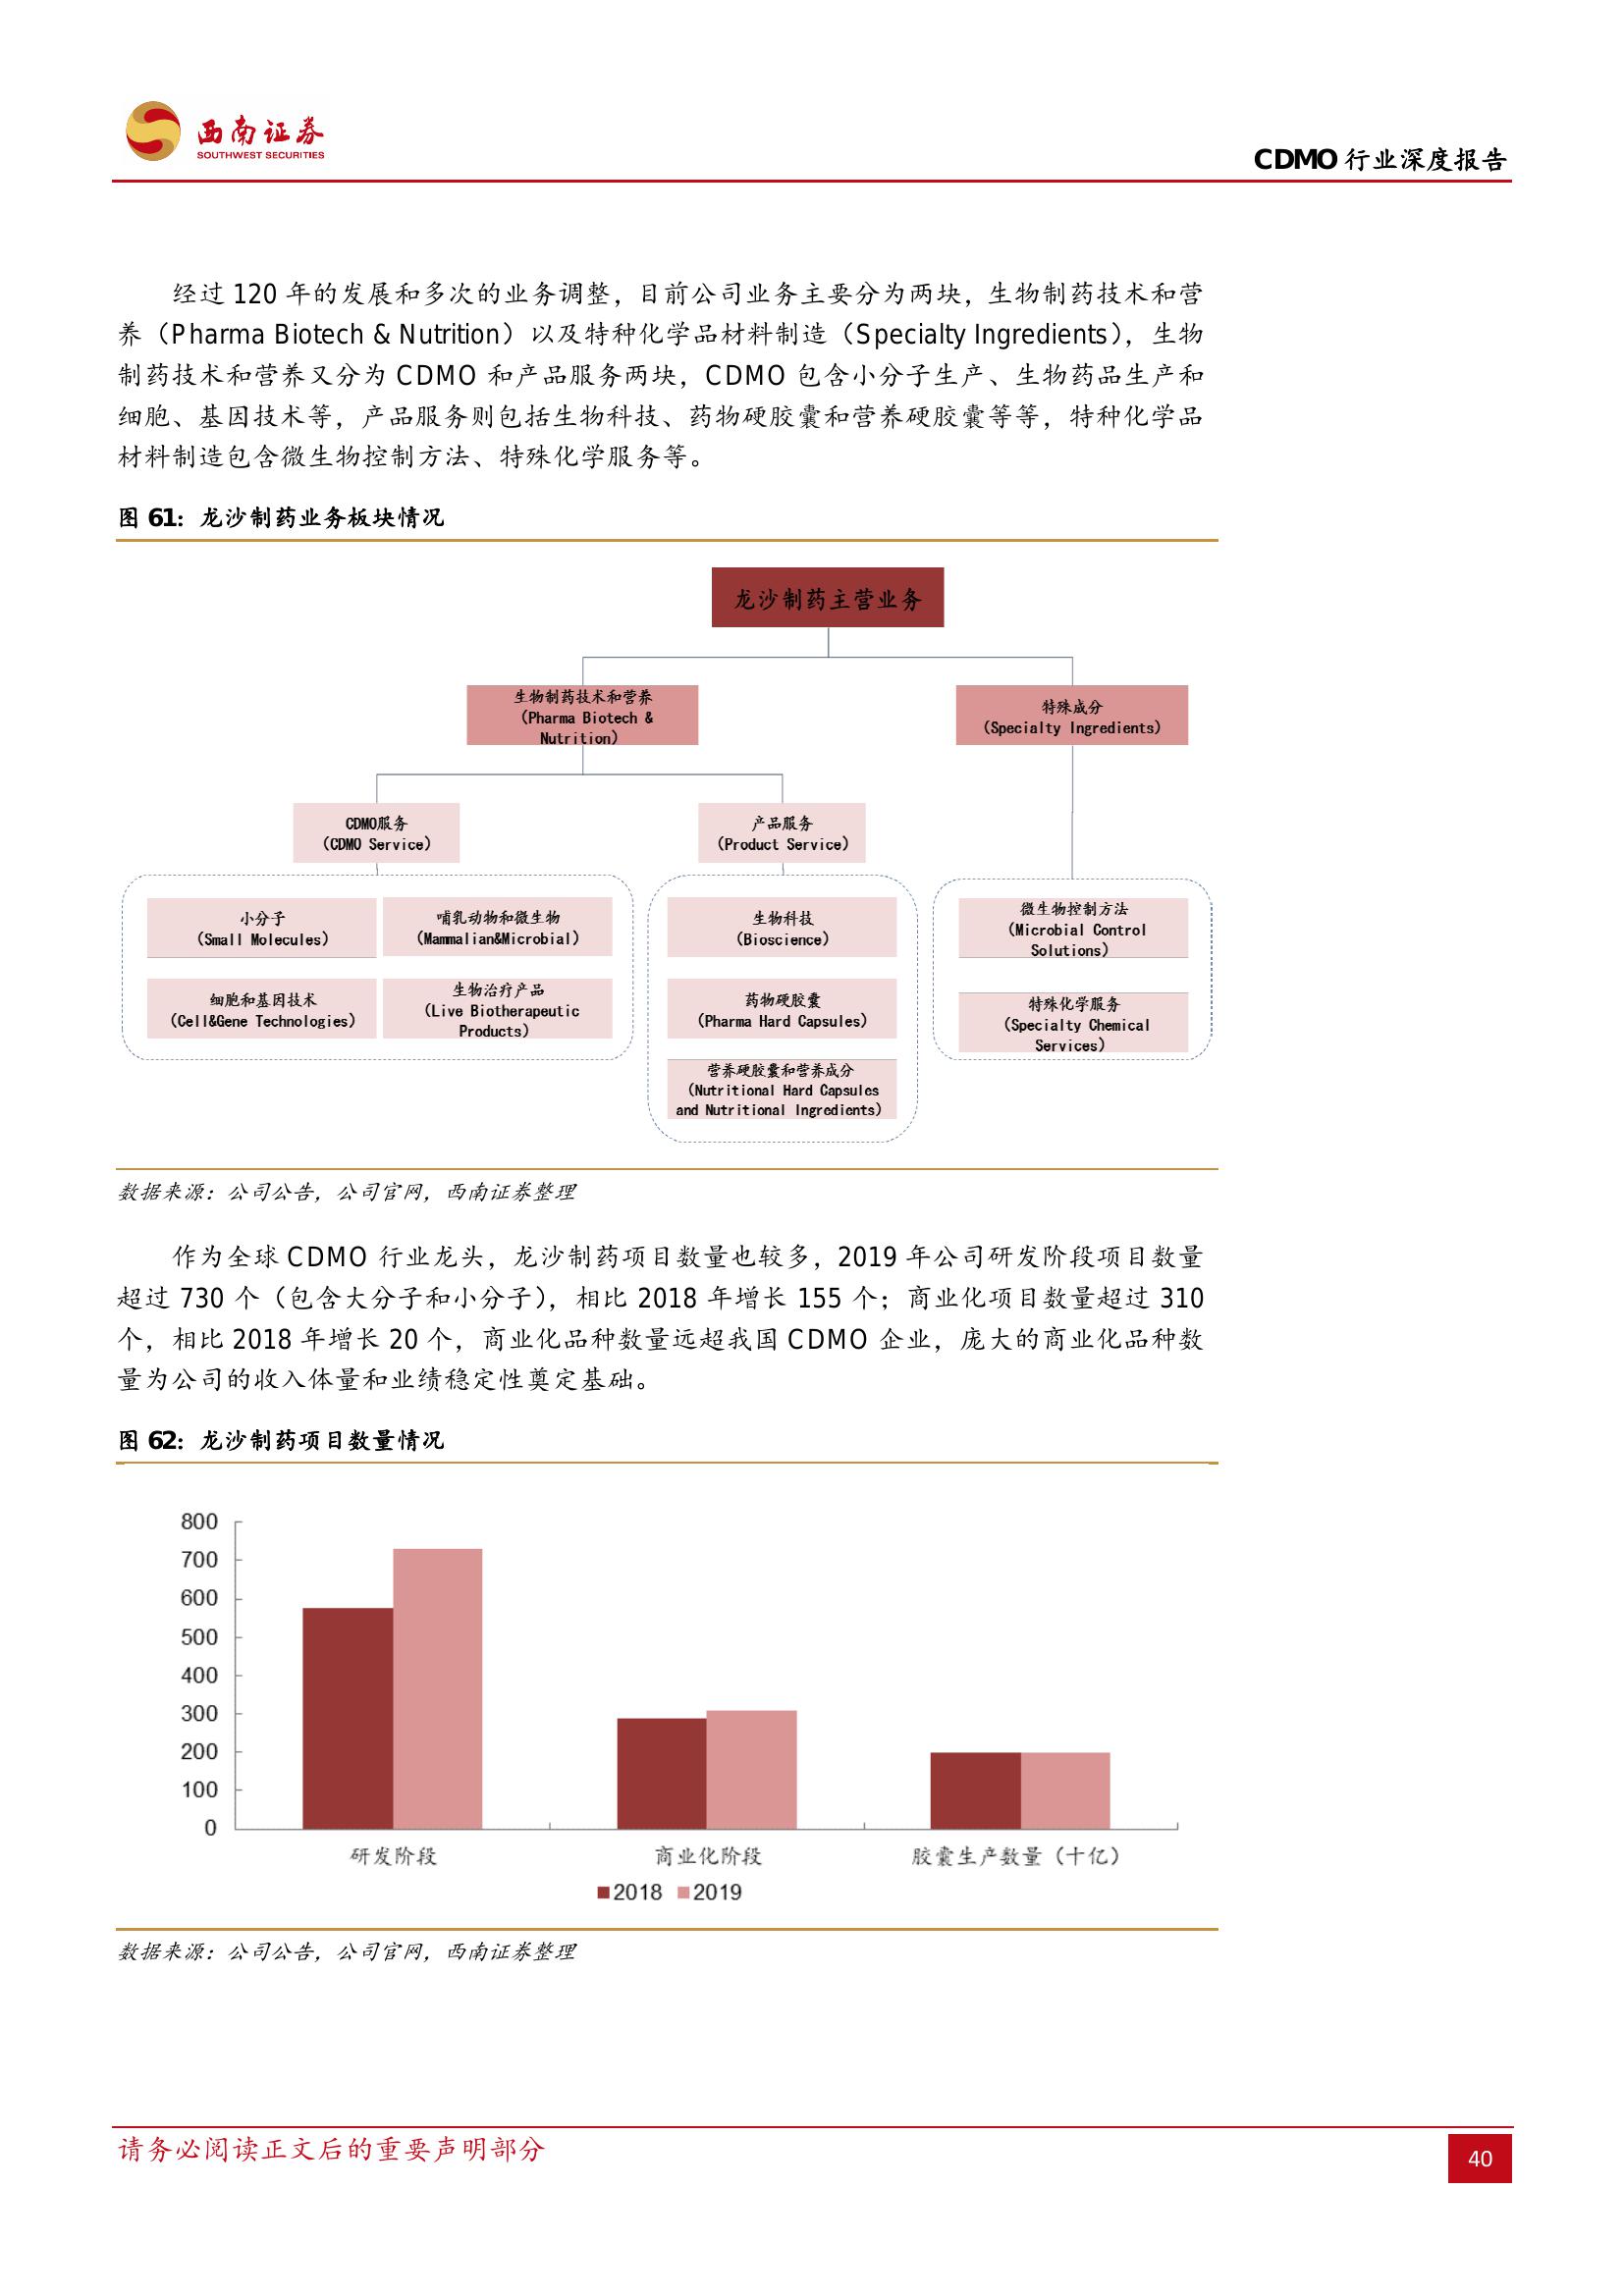 西南证券
SOUTHWEST SECURITIES
CDMO 行业深度报告
经过 120 年的发展和多次的业务调整，目前公司业务主要分为两块，生物制药技术和营
养（Pharma Biotech & Nutrition）以及特种化学品材料制造（Specialty Ingredients），生物
制药技术和营养又分为 CDMO 和产品服务两块，CDMO 包含小分子生产、生物药品生产和
细胞、基因技术等，产品服务则包括生物科技、药物硬胶囊和营养硬胶囊等等，特种化学品
材料制造包含微生物控制方法、特殊化学服务等。
图 61：龙沙制药业务板块情况
龙沙制药主营业务
生物制药技术和营养
（Pharma Biotech &
Nutrition）
特殊成分
（Specialty Ingredients）
CDMO服务
（CDMO Service）
产品服务
（Product Service）
小分子
（Small Molecules）
哺乳动物和微生物
（Mammalian&Microbial）
细胞和基因技术
（Cell&Gene Technologies）
生物治疗产品
（Live Biotherapeutic
Products）
生物科技
（Bioscience）
药物硬胶囊
（Pharma Hard Capsules）
营养硬胶囊和营养成分
（Nutritional Hard Capsules
and Nutritional Ingredients）
微生物控制方法
（Microbial Control
Solutions）
特殊化学服务
（Specialty Chemical
Services）
数据来源：公司公告，公司官网，西南证券整理
作为全球 CDMO 行业龙头，龙沙制药项目数量也较多，2019 年公司研发阶段项目数量
超过 730 个（包含大分子和小分子），相比 2018 年增长 155 个；商业化项目数量超过 310
个，相比 2018 年增长 20 个，商业化品种数量远超我国 CDMO 企业，庞大的商业化品种数
量为公司的收入体量和业绩稳定性奠定基础。
图 62：龙沙制药项目数量情况
800
700
600
500
400
300
200
100
0
研发阶段
商业化阶段
胶囊生产数量（十亿）
2018
2019
数据来源：公司公告，公司官网，西南证券整理
请务必阅读正文后的重要声明部分
40